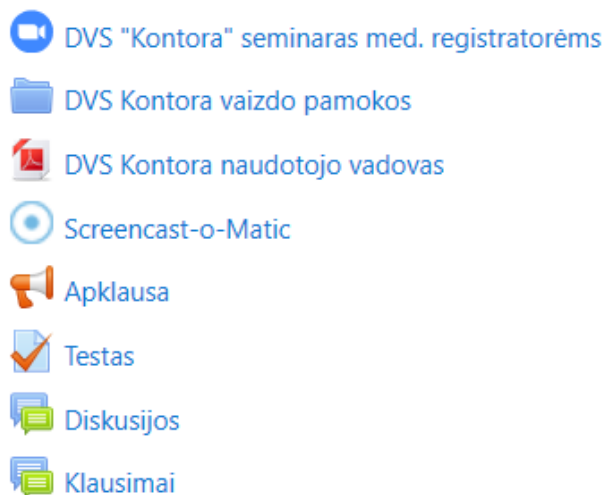 DVS "Kontora" seminaras med. registratorėms
DVS Kontora vaizdo pamokos
DVS Kontora naudotojo vadovas
Screencast-o-Matic
Apklausa
Testas
Diskusijos
Klausimai